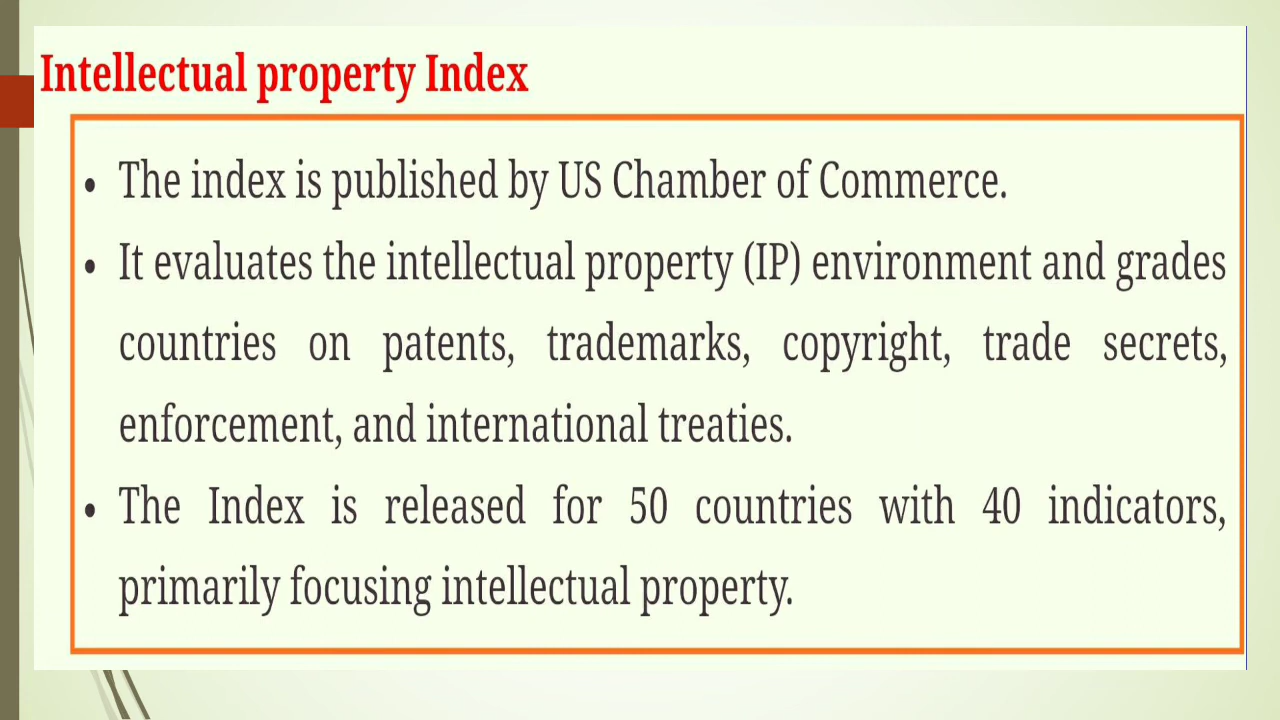 Intellectual property Index
• The index is published by US Chamber of Commerce.
• It evaluates the intellectual property (IP) environment and grades
countries on patents, trademarks, copyright, trade secrets,
enforcement, and international treaties.
• The Index is released for 50 countries with 40 indicators,
primarily focusing intellectual property.